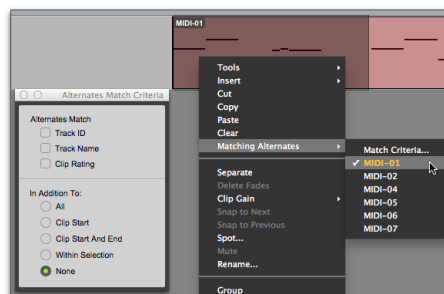 MIDI-01
Alternates Match Criteria
Alternates Match
Track ID
Track Name
Clip Rating
In Addition To:
All
Clip Start
Clip Start And End
Within Selection
None
Tools
Insert
Cut
Copy
Paste
Clear
Matching Alternates
Separate
Delete Fades
Clip Gain
Snap to Next
Snap to Previous
Spot...
Mute
Rename...
Group
Match Criteria...
MIDI-01
MIDI-02
MIDI-04
MIDI-05
MIDI-06
MIDI-07